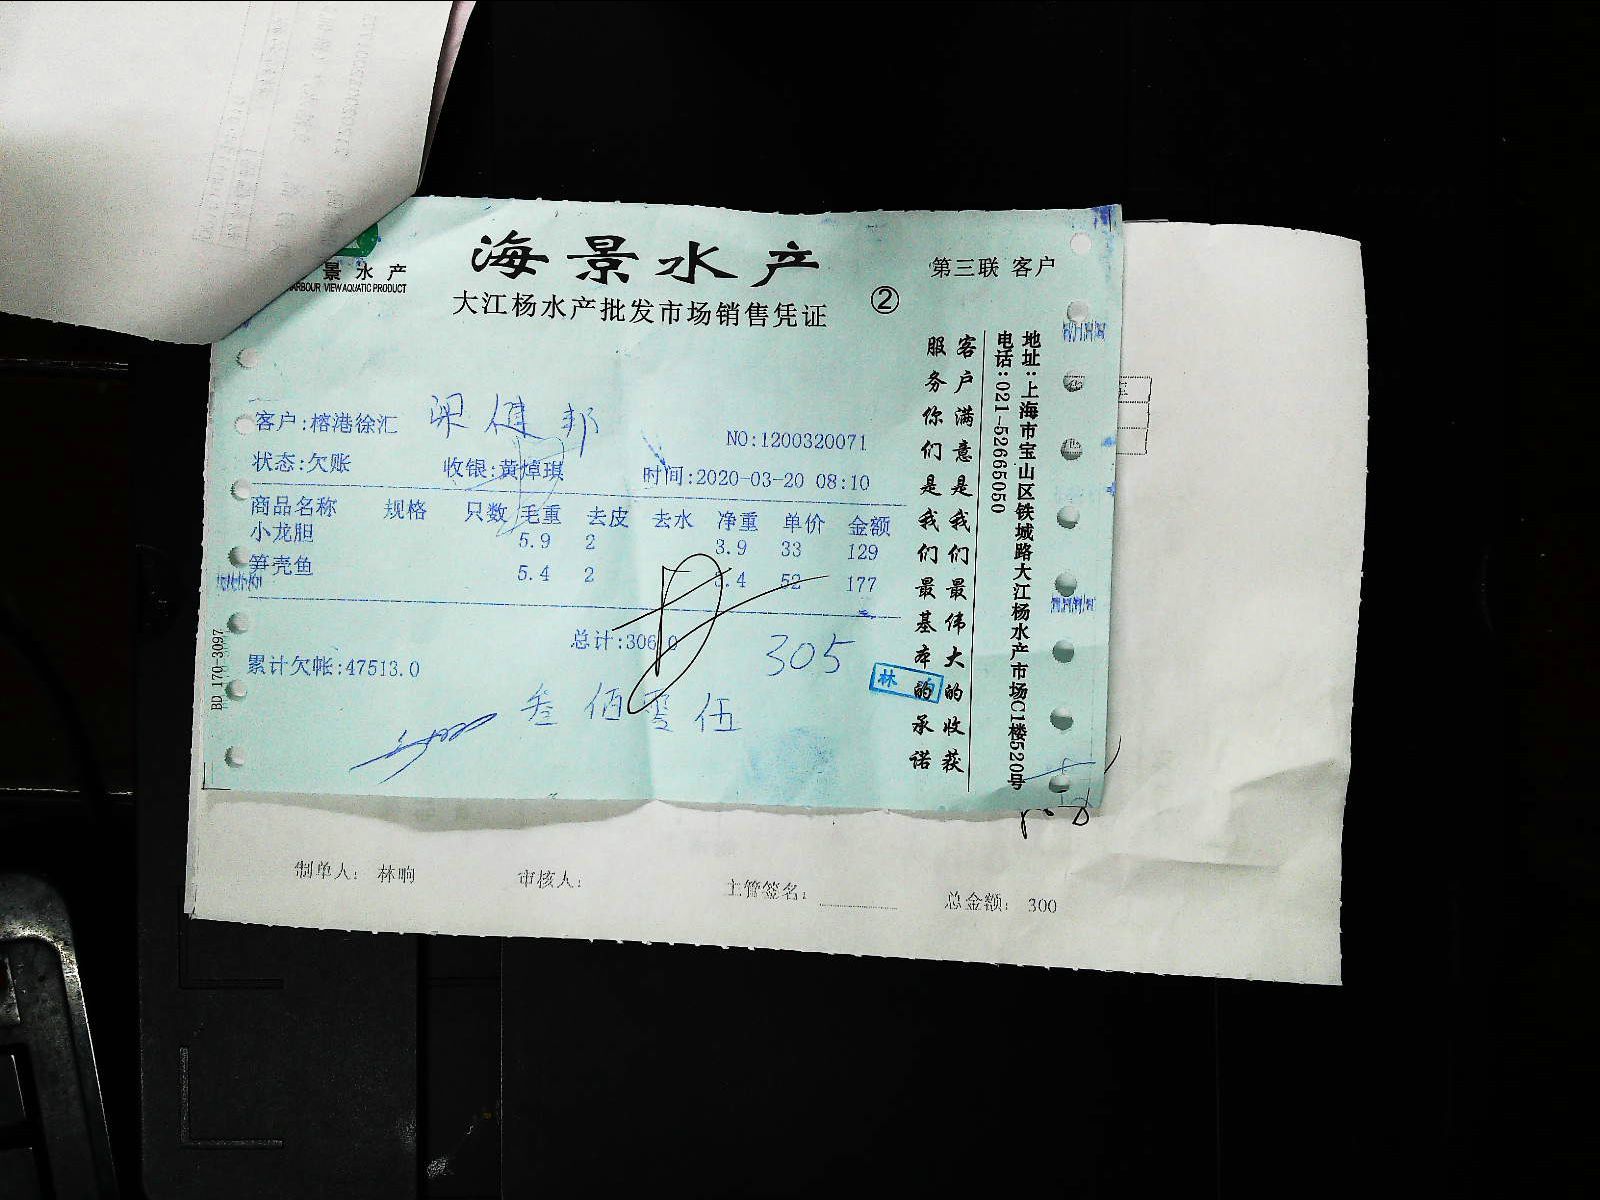 景水产
HARBOUR VIEW AQUATIC PRODUCT
海景水产
大江杨水产批发市场销售凭证
②
第三联 客户
客户:榕港徐汇 梁健邦
NO:1200320071
状态:欠账 收银:黄焯琪 时间:2020-03-20 08:10
商品名称 规格 只数 毛重 去皮 去水 净重 单价 金额
小龙胆 5.9 2 3.9 33 129
笋壳鱼 5.4 2 3.4 52 177
总计:306.0
305
累计欠帐:47513.0
叁佰零伍
林响
客户满意是我们最伟大的收获
服务你们是我们最基本的承诺
地址:上海市宝山区铁城路大江杨水产市场C1楼520号
电话:021-52665050
BD 170-3097
制单人: 林响 审核人: 主管签名: 总金额: 300